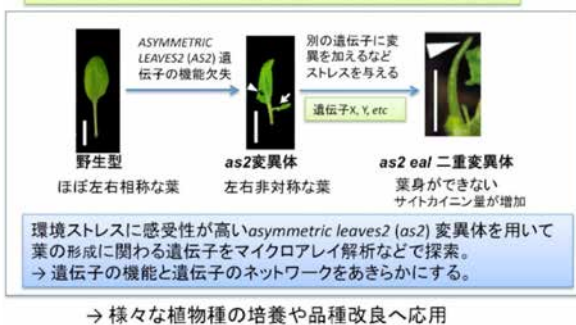 ASYMMETRIC
LEAVES2 (AS2) 遺
伝子の機能欠失
別の遺伝子に変
異を加えるなど
ストレスを与える
遺伝子X, Y, etc
野生型
ほぼ左右相称な葉
as2変異体
左右非対称な葉
as2 eal 二重変異体
葉身ができない
サイトカイニン量が増加
環境ストレスに感受性が高いasymmetric leaves2 (as2) 変異体を用いて
葉の形成に関わる遺伝子をマイクロアレイ解析などで探索。
→ 遺伝子の機能と遺伝子のネットワークをあきらかにする。
→ 様々な植物種の培養や品種改良へ応用